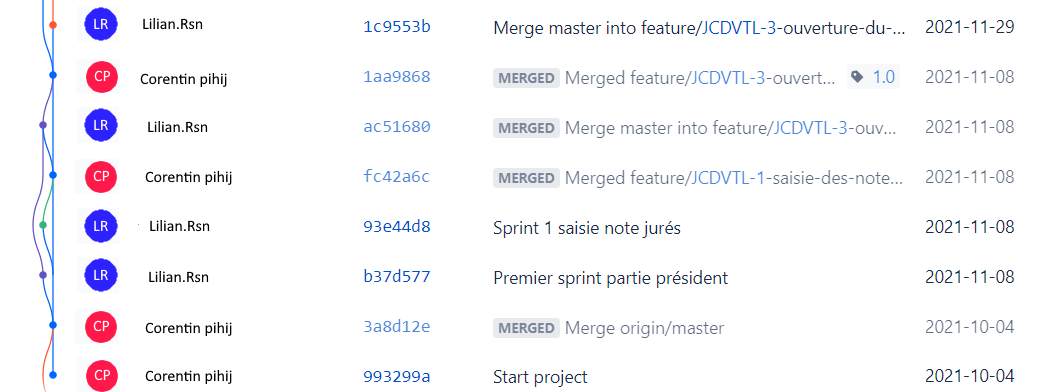 LR Lilian.Rsn 1c9553b Merge master into feature/JCDVTL-3-ouverture-du-... 2021-11-29
CP Corentin pihij 1aa9868 MERGED Merged feature/JCDVTL-3-ouvert... 1.0 2021-11-08
LR Lilian.Rsn ac51680 MERGED Merge master into feature/JCDVTL-3-ouv... 2021-11-08
CP Corentin pihij fc42a6c MERGED Merged feature/JCDVTL-1-saisie-des-note... 2021-11-08
LR Lilian.Rsn 93e44d8 Sprint 1 saisie note jurés 2021-11-08
LR Lilian.Rsn b37d577 Premier sprint partie président 2021-11-08
CP Corentin pihij 3a8d12e MERGED Merge origin/master 2021-10-04
CP Corentin pihij 993299a Start project 2021-10-04